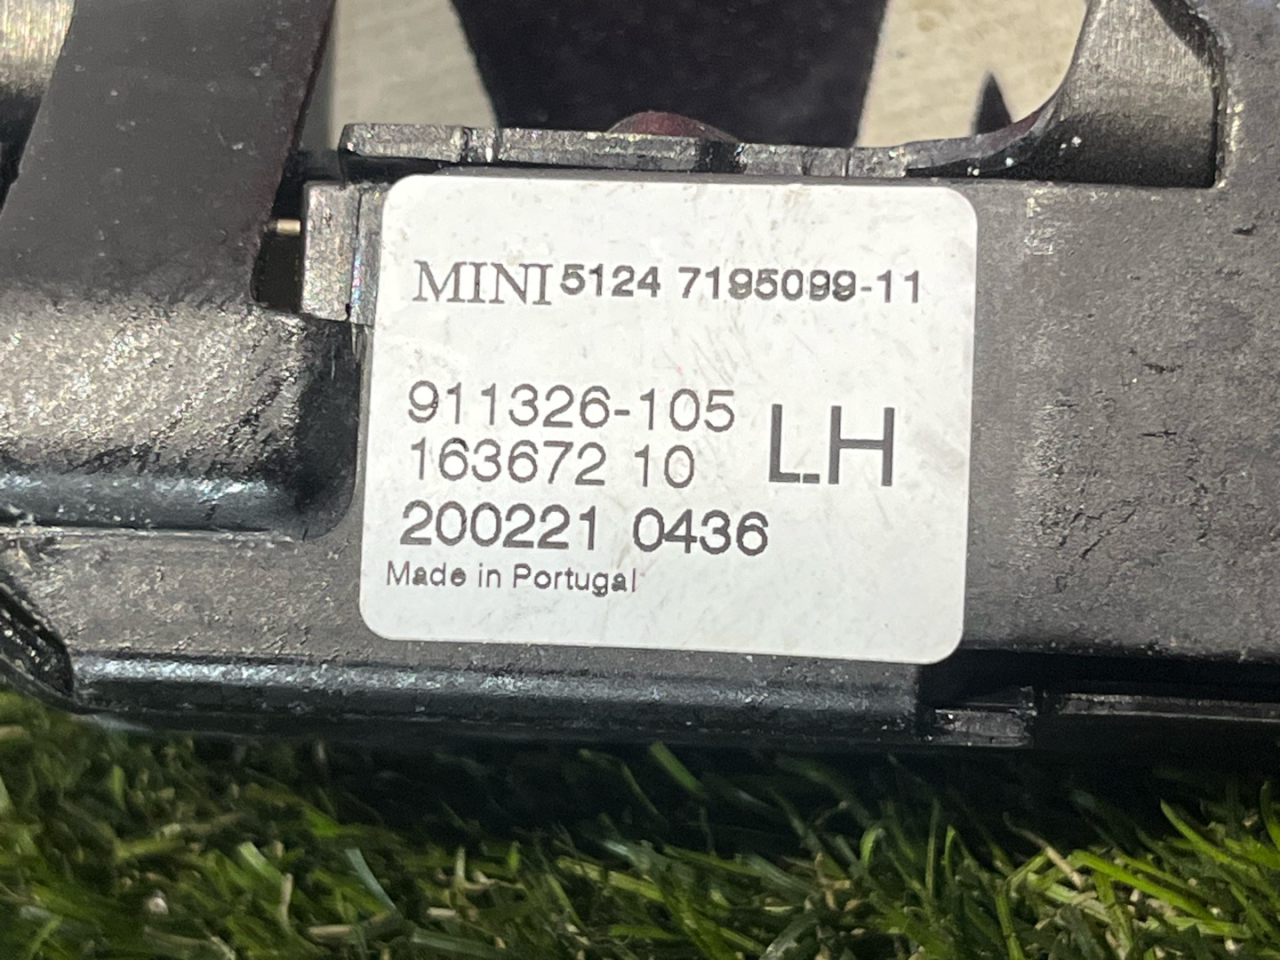 MINI 5124 7195099-11
911326-105
163672 10 LH
200221 0436
Made in Portugal